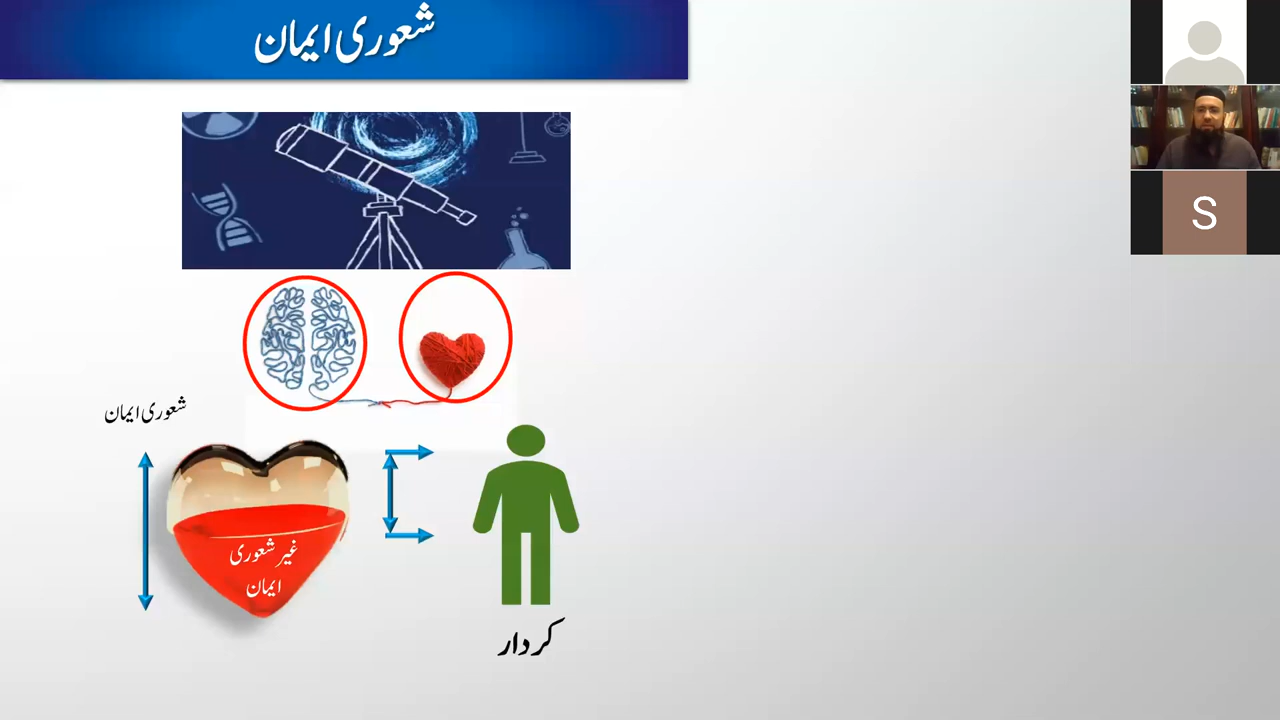 شعوری ایمان
S
شعوری ایمان
غیر شعوری
ایمان
کردار